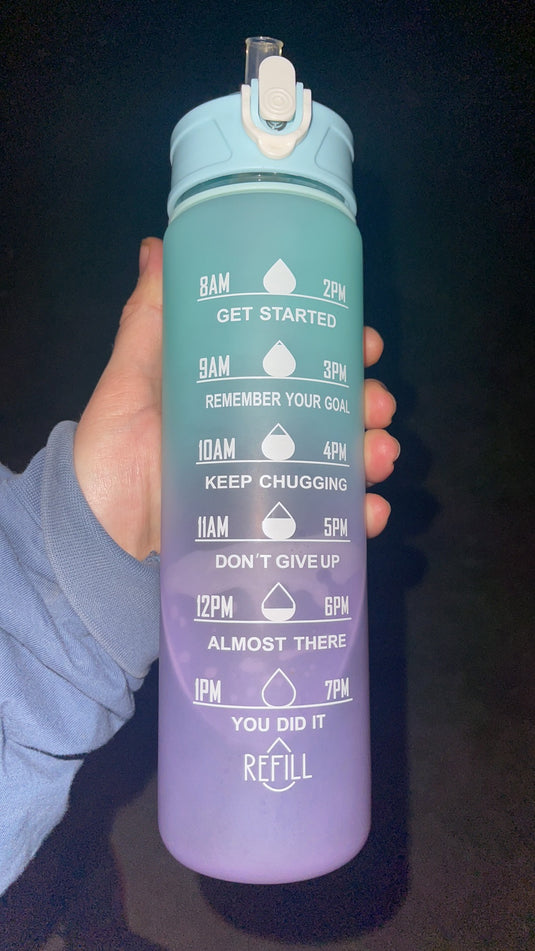 8AM 2PM
GET STARTED
9AM 3PM
REMEMBER YOUR GOAL
10AM 4PM
KEEP CHUGGING
11AM 5PM
DON'T GIVE UP
12PM 6PM
ALMOST THERE
1PM 7PM
YOU DID IT
REFILL